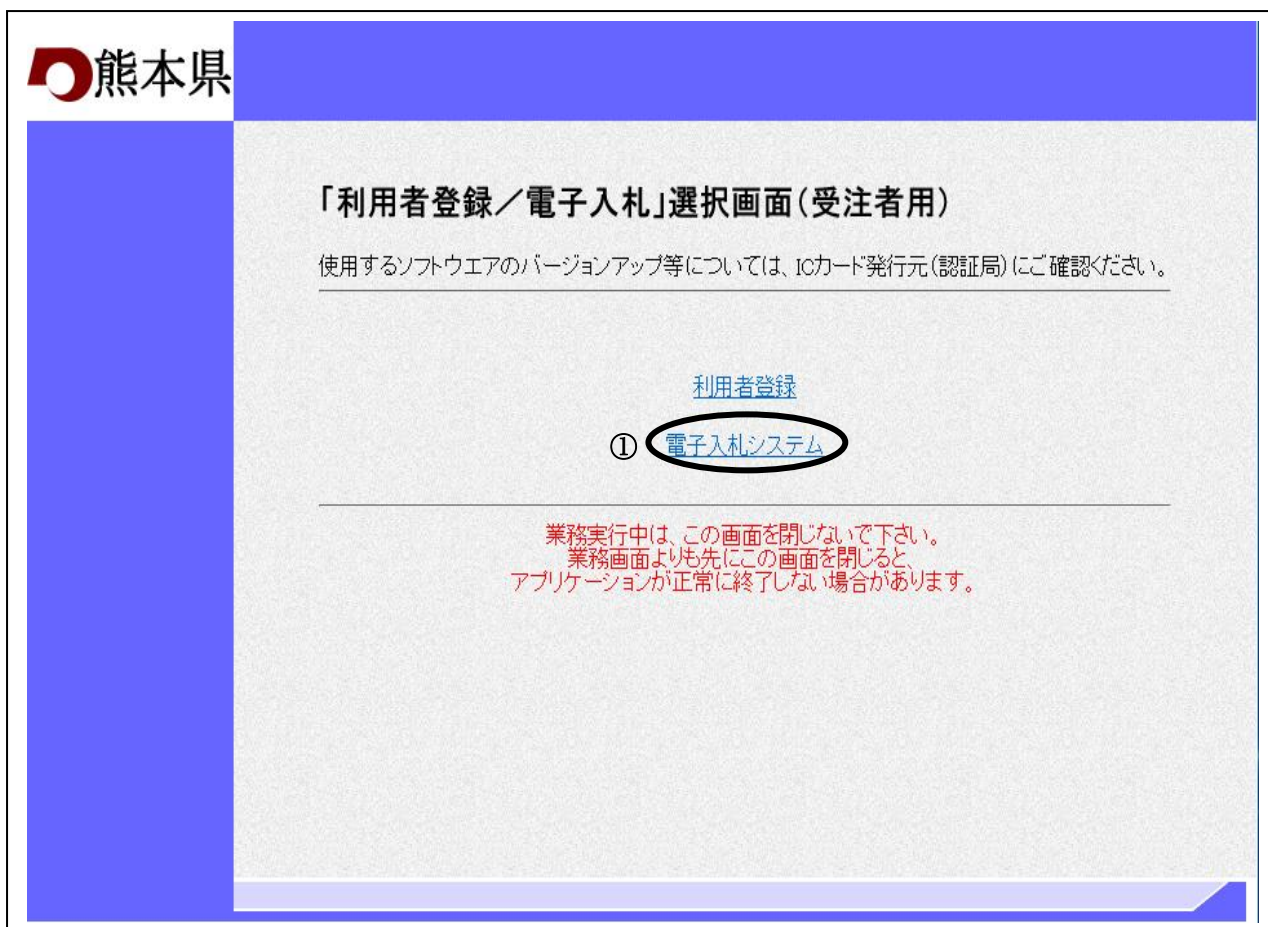 熊本県
「利用者登録／電子入札」選択画面(受注者用)
使用するソフトウエアのバージョンアップ等については、ICカード発行元(認証局)にご確認ください。
利用者登録
① 電子入札システム
業務実行中は、この画面を閉じないで下さい。
業務画面よりも先にこの画面を閉じると、
アプリケーションが正常に終了しない場合があります。